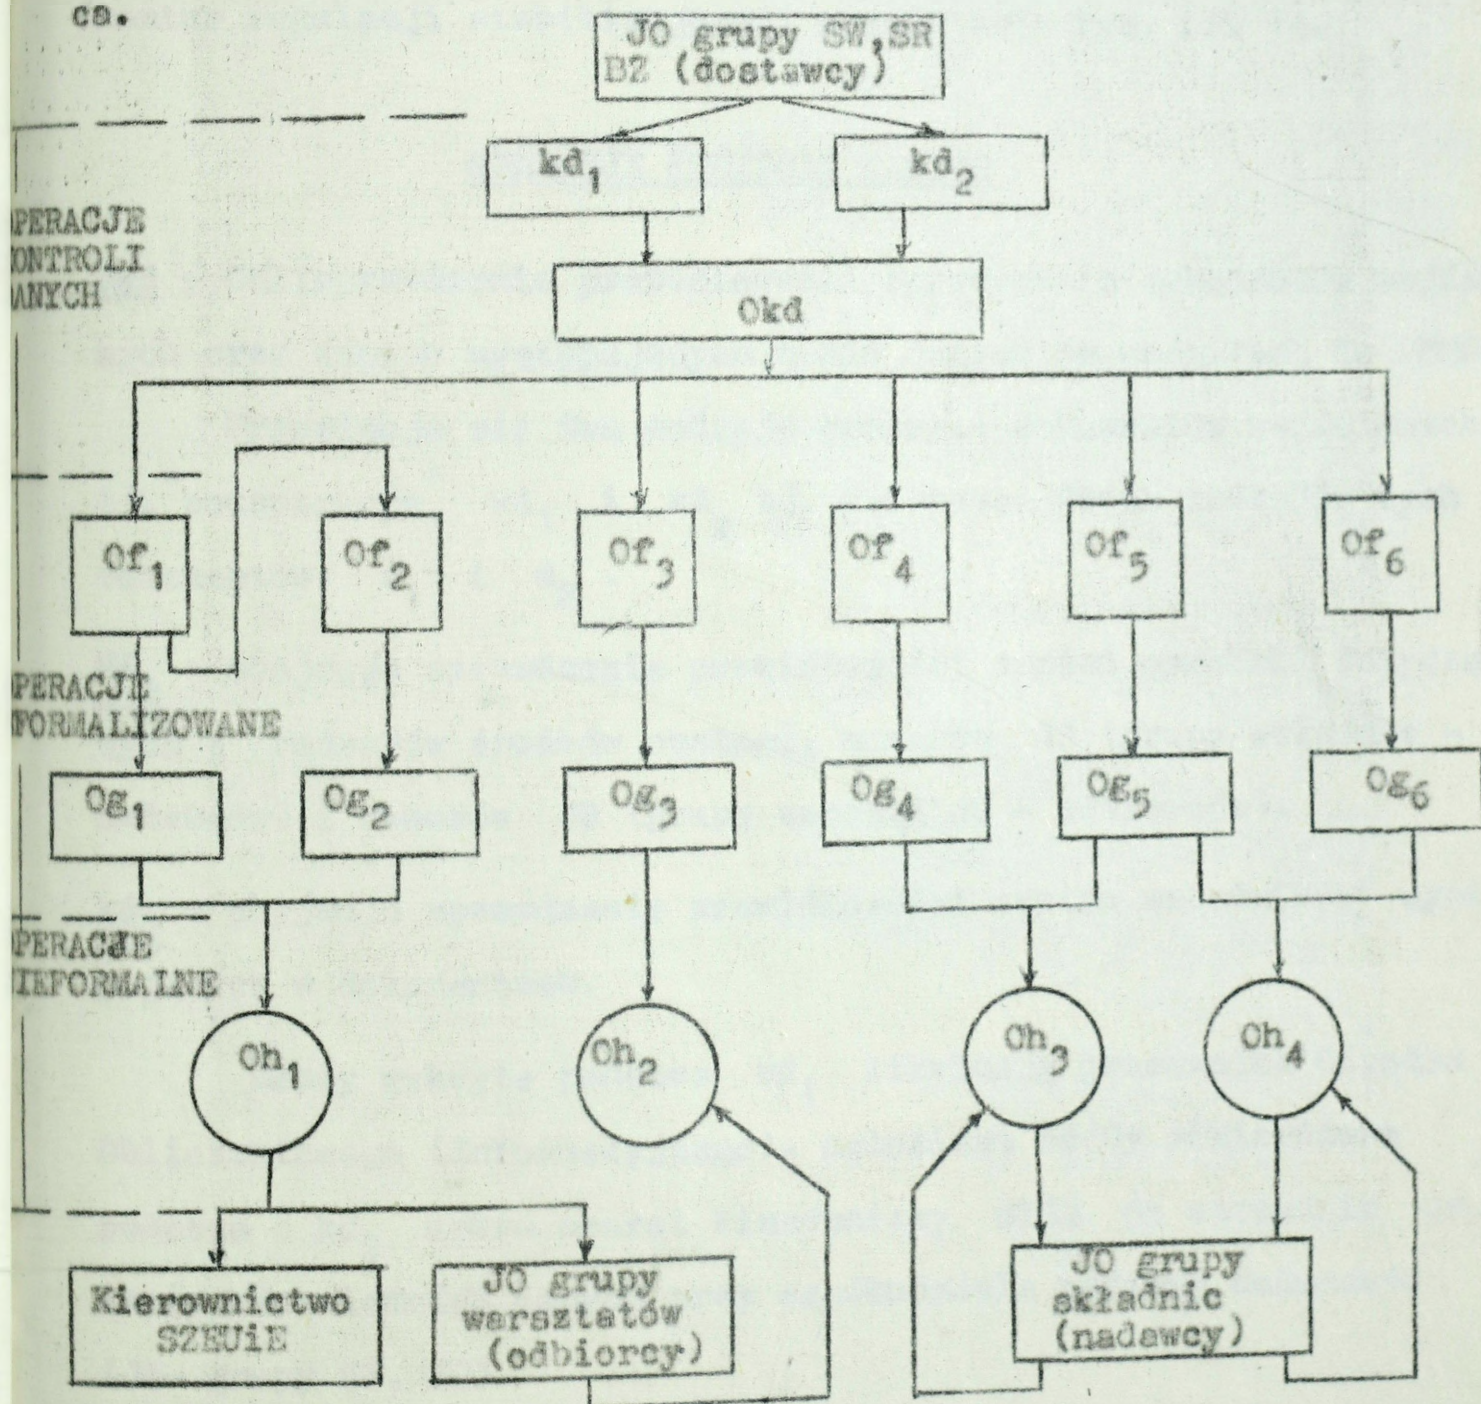 ca.
JO grupy SW,SR
BZ (dostawcy)
kd1
kd2
PERACJE
ONTROLI
ANYCH
Okd
Of1
Of2
Of3
Of4
Of5
Of6
PERACJE
FORMALIZOWANE
Og1
Og2
Og3
Og4
Og5
Og6
PERACJE
NIEFORMALNE
Oh1
Oh2
Oh3
Oh4
Kierownictwo
SZEUiE
JO grupy
warsztatów
(odbiorcy)
JO grupy
składnic
(nadawcy)